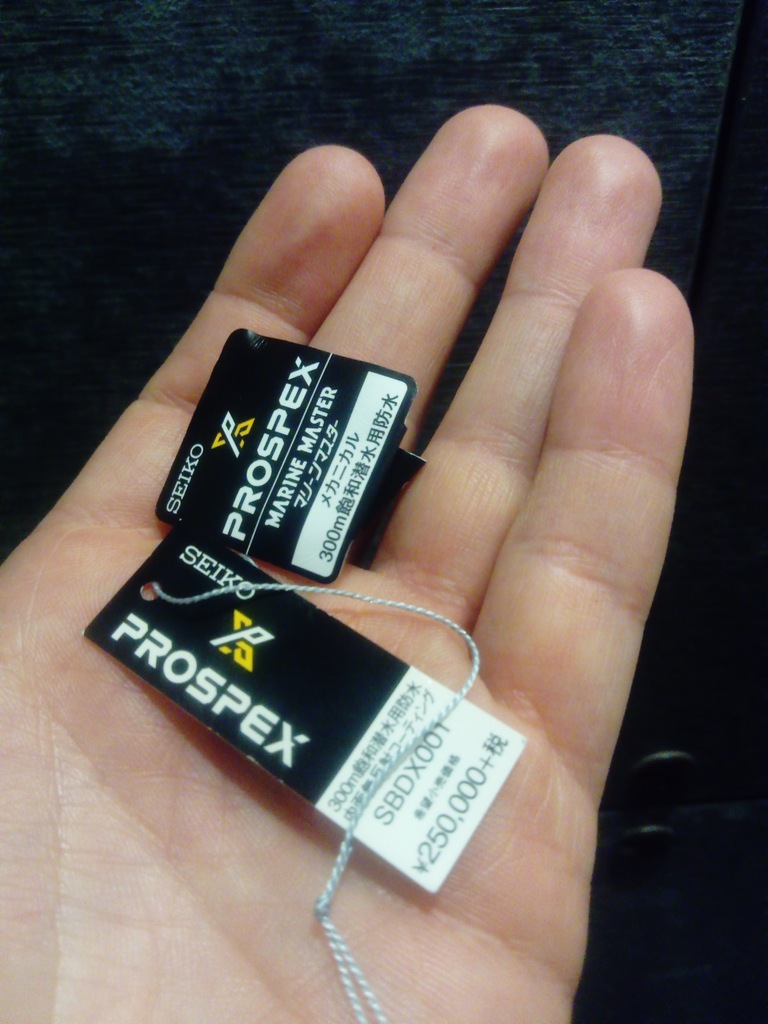 SEIKO
PROSPEX
MARINE MASTER
マリーンマスター
メカニカル
300m飽和潜水用防水
SEIKO
PROSPEX
300m飽和潜水用防水
内面無反射コーティング
SBDX001
希望小売価格
¥250,000+税